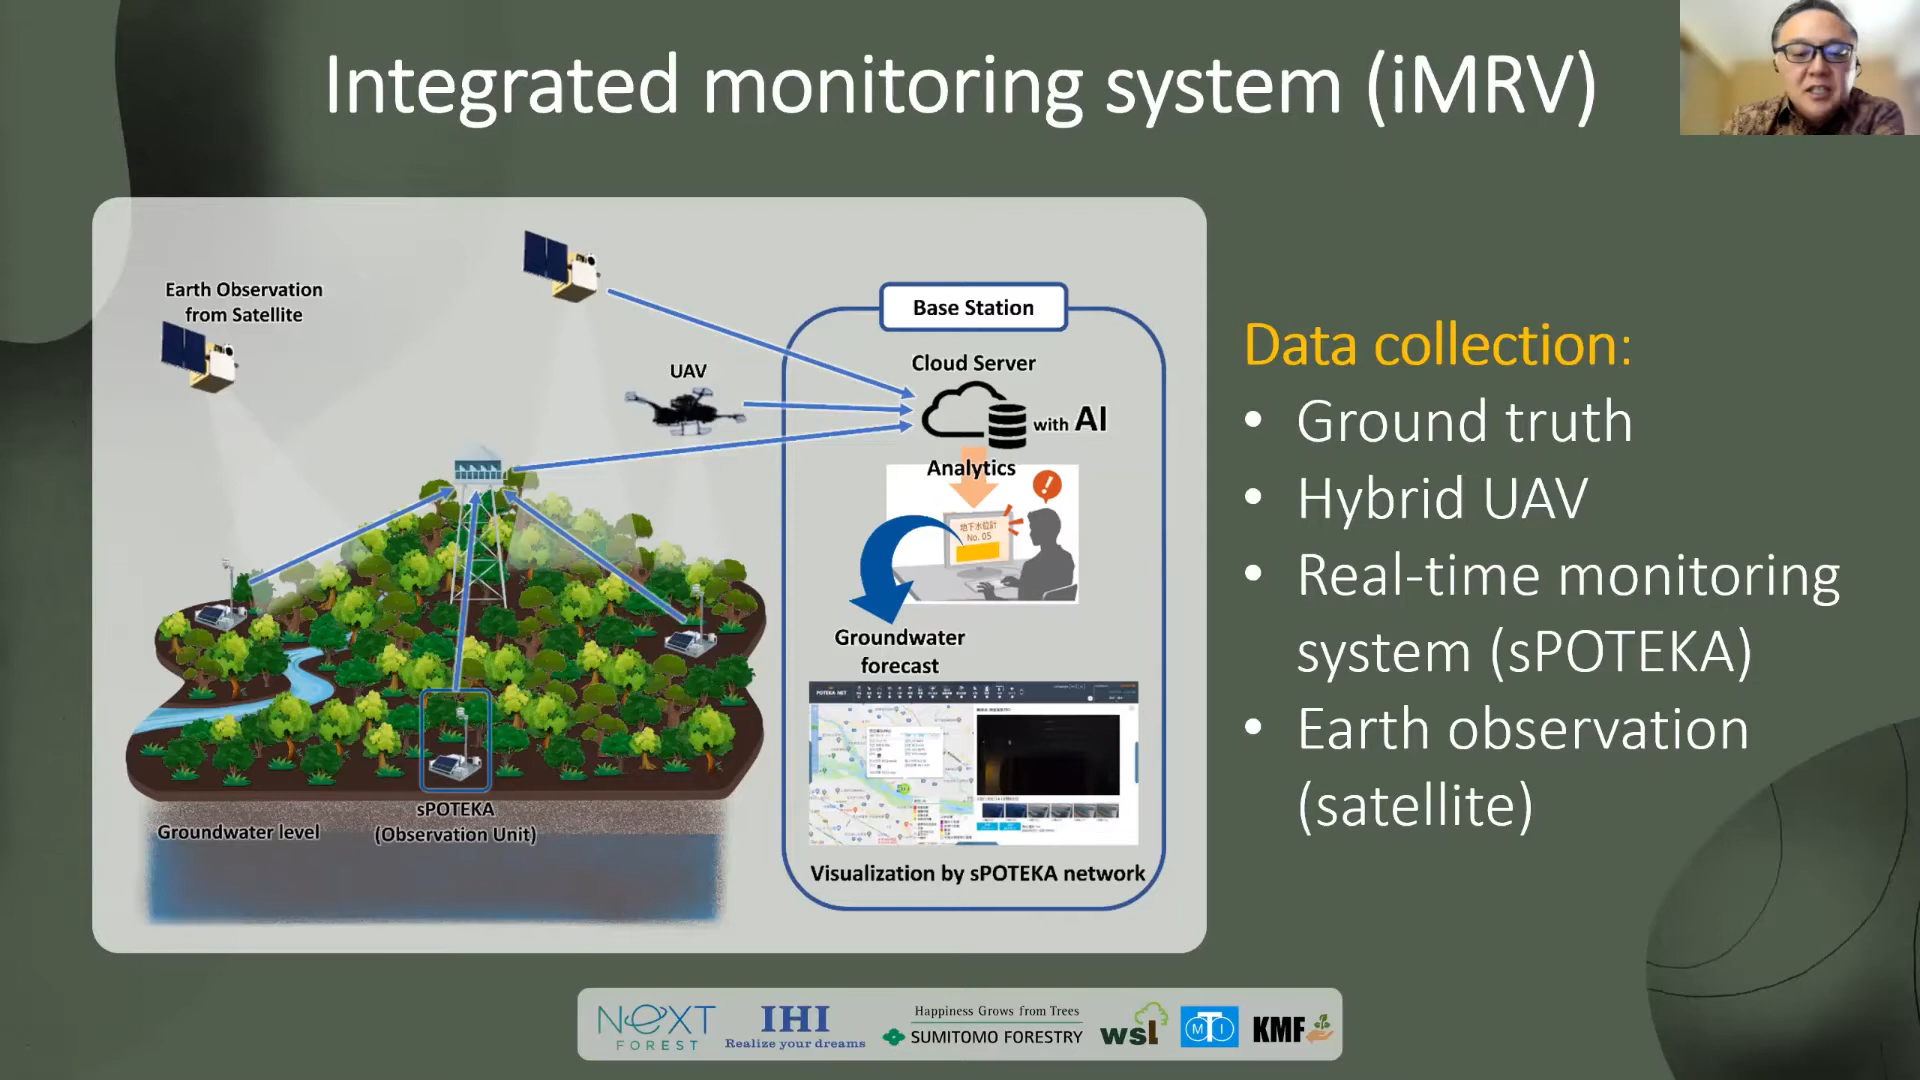 Integrated monitoring system (iMRV)
Earth Observation
from Satellite
UAV
Base Station
Cloud Server
with AI
Analytics
地下水位計
No. 05
Groundwater
forecast
sPOTEKA
(Observation Unit)
Groundwater level
POTEKA NET
Visualization by sPOTEKA network
Data collection:
• Ground truth
• Hybrid UAV
• Real-time monitoring
system (sPOTEKA)
• Earth observation
(satellite)
NeXT
FOREST
IHI
Realize your dreams
Happiness Grows from Trees
SUMITOMO FORESTRY
wsl
MTI
KMF